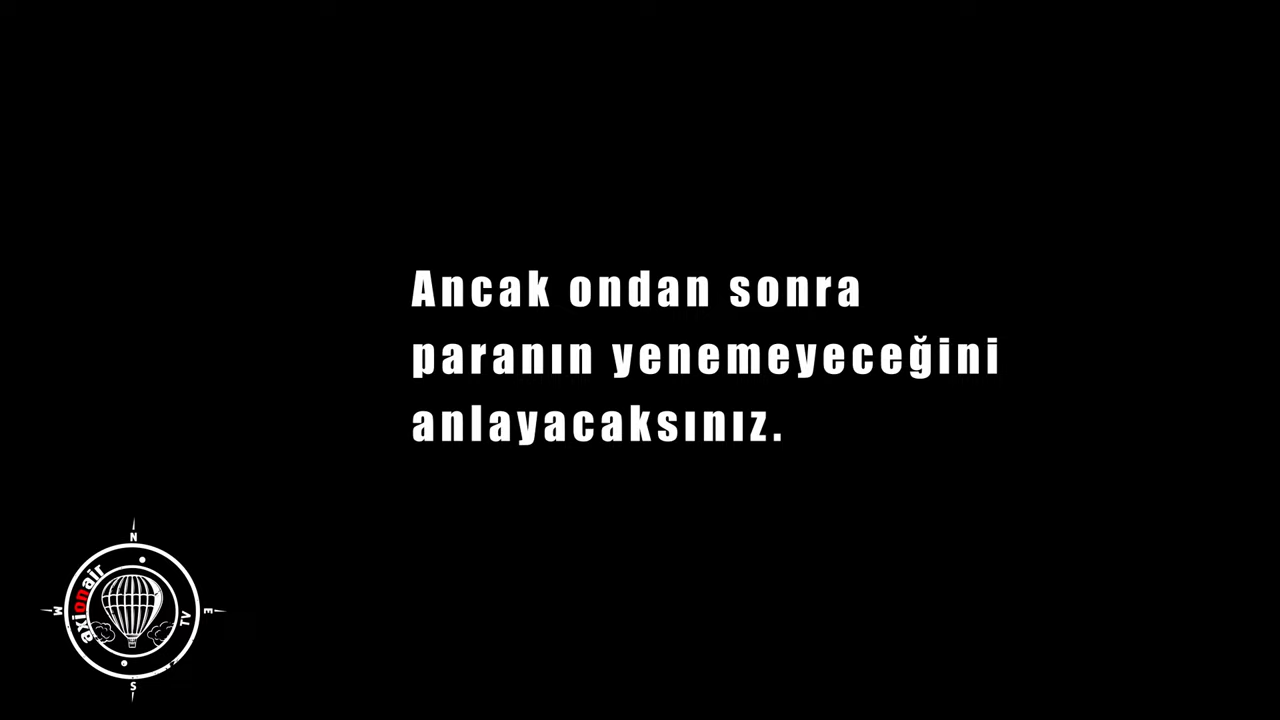 Ancak ondan sonra
paranın yenemeyeceğini
anlayacaksınız.
N
axionair
W
E
TV
S